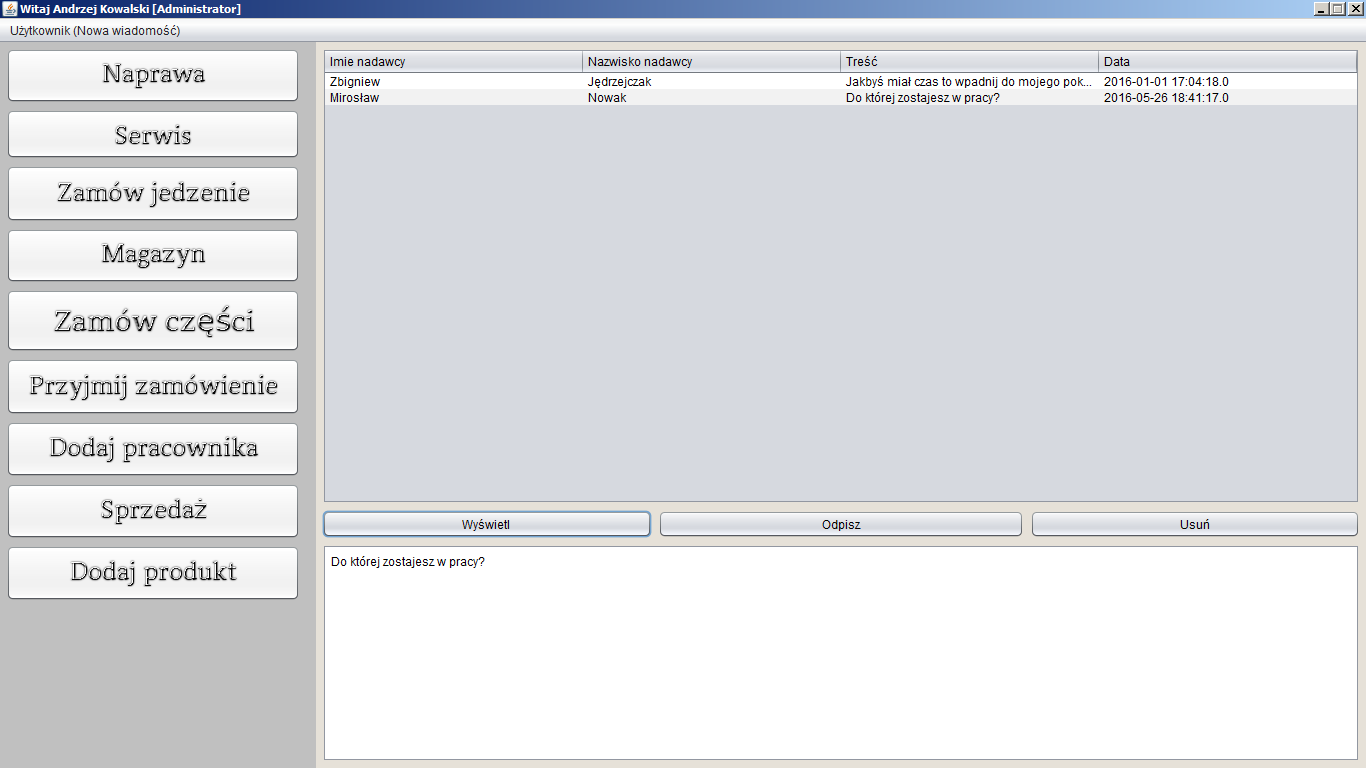 Witaj Andrzej Kowalski [Administrator]
Użytkownik (Nowa wiadomość)
Naprawa
Serwis
Zamów jedzenie
Magazyn
Zamów części
Przyjmij zamówienie
Dodaj pracownika
Sprzedaż
Dodaj produkt
Imie nadawcy Nazwisko nadawcy Treść Data
Zbigniew Jędrzejczak Jakbyś miał czas to wpadnij do mojego pok... 2016-01-01 17:04:18.0
Mirosław Nowak Do której zostajesz w pracy? 2016-05-26 18:41:17.0
Wyświetl Odpisz Usuń
Do której zostajesz w pracy?